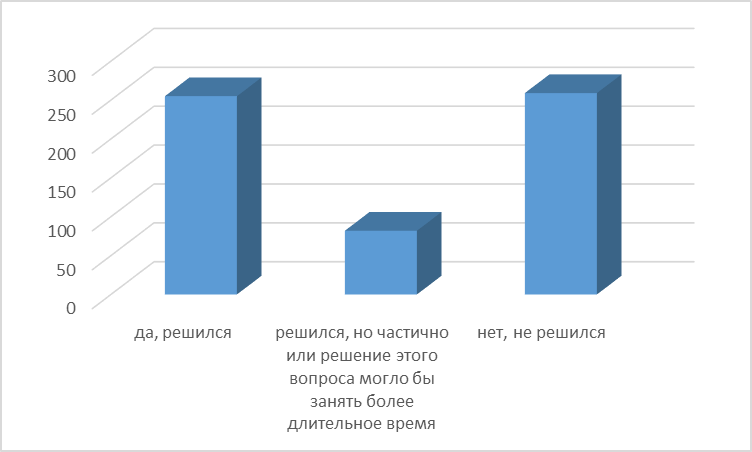 300
250
200
150
100
50
0
да, решился
решился, но частично
или решение этого
вопроса могло бы
занять более
длительное время
нет, не решился